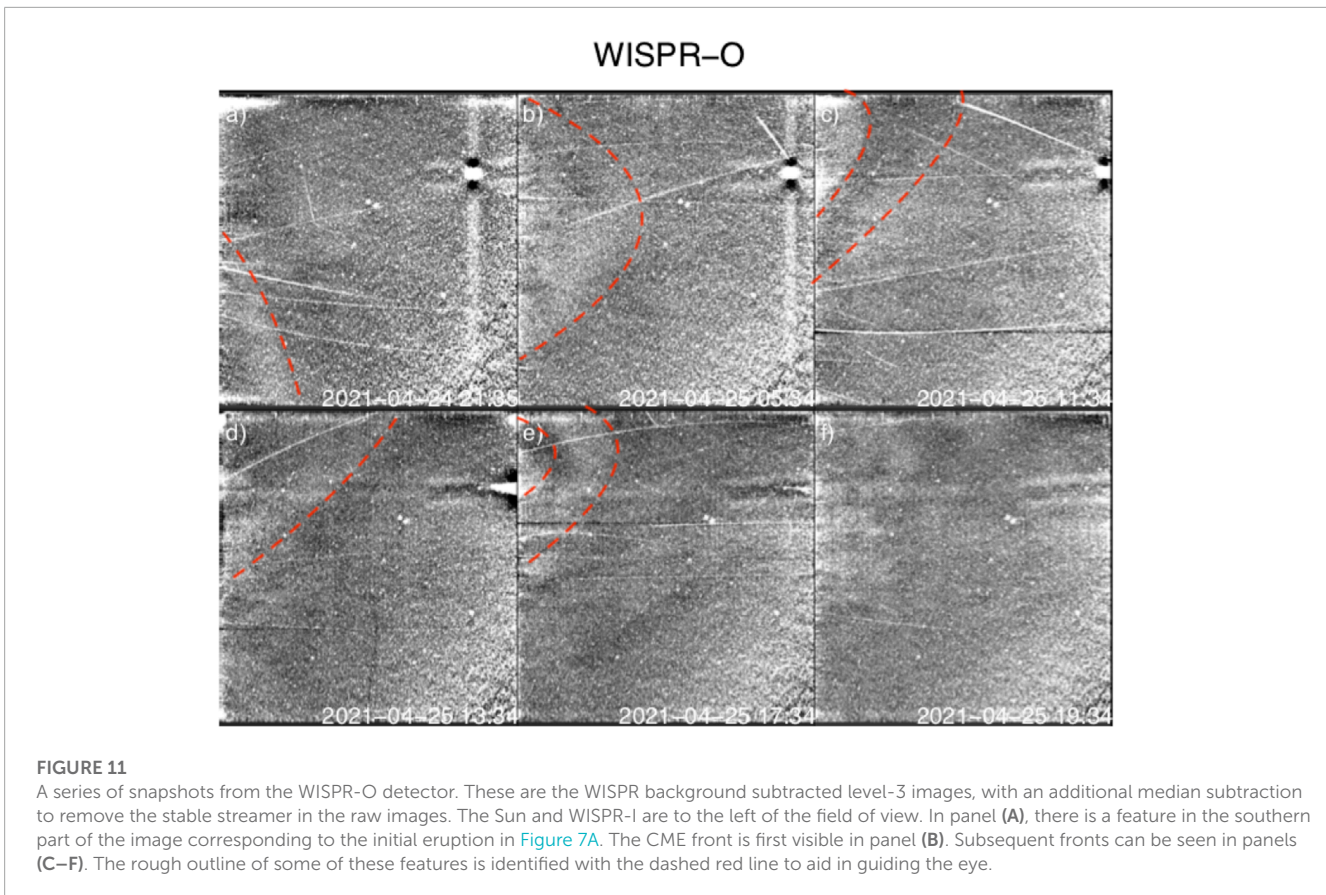 WISPR–O
a)
b)
c)
2021–04–24 21:35
2021–04–25 05:34
2021–04–25 11:34
d)
e)
f)
2021–04–25 13:34
2021–04–25 17:34
2021–04–25 19:34
FIGURE 11
A series of snapshots from the WISPR-O detector. These are the WISPR background subtracted level-3 images, with an additional median subtraction
to remove the stable streamer in the raw images. The Sun and WISPR-I are to the left of the field of view. In panel (A), there is a feature in the southern
part of the image corresponding to the initial eruption in Figure 7A. The CME front is first visible in panel (B). Subsequent fronts can be seen in panels
(C–F). The rough outline of some of these features is identified with the dashed red line to aid in guiding the eye.